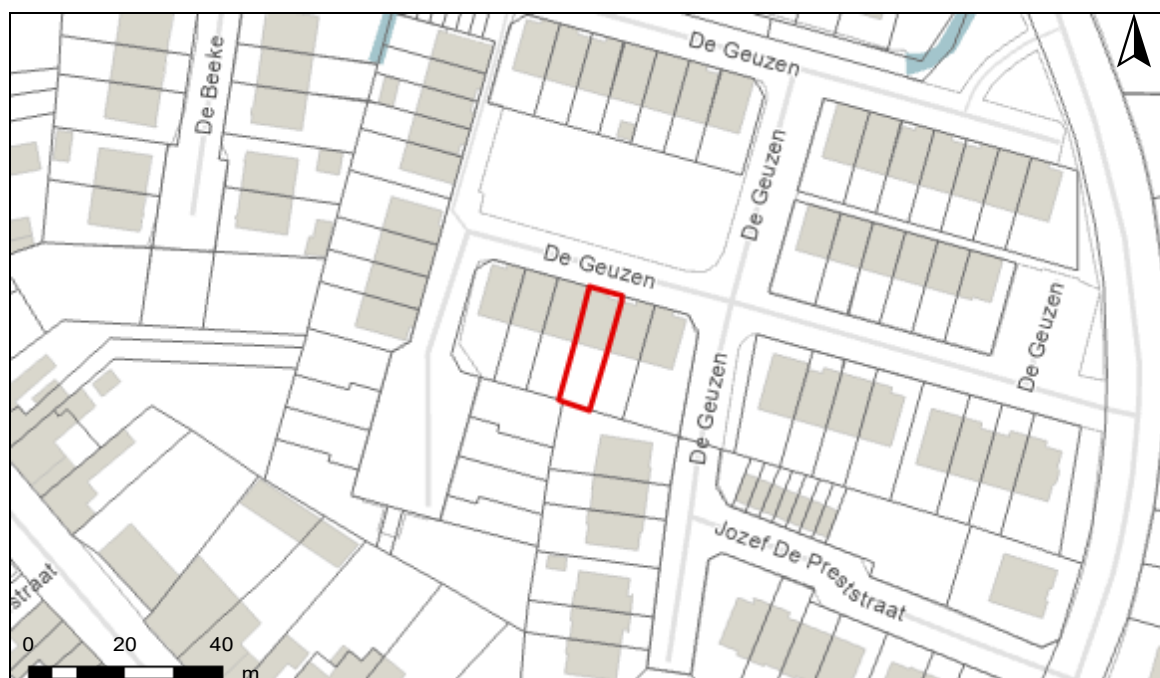 De Geuzen
De Beeke
De Geuzen
De Geuzen
De Geuzen
De Geuzen
Jozef De Preststraat
straat
0 20 40
m